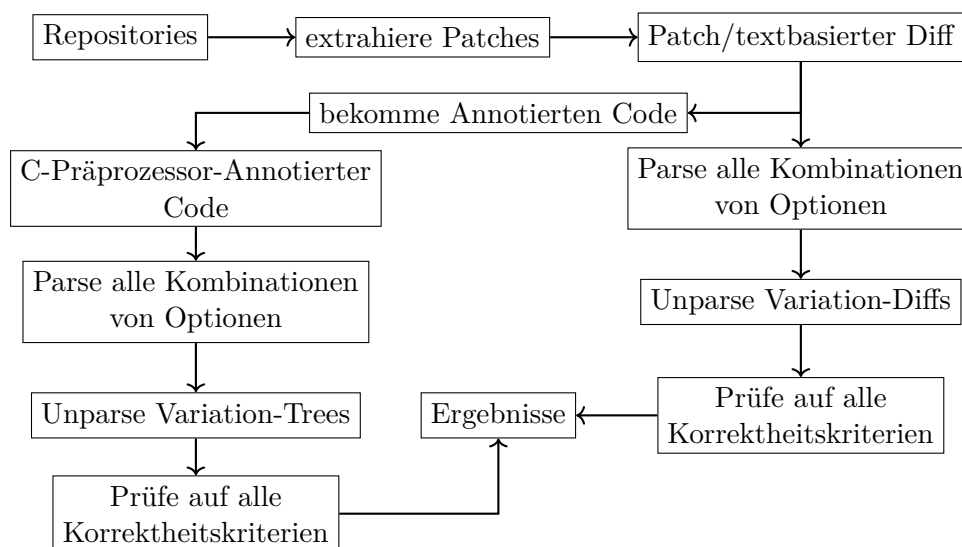 Repositories
extrahiere Patches
Patch/textbasierter Diff
bekomme Annotierten Code
C-Präprozessor-Annotierter
Code
Parse alle Kombinationen
von Optionen
Parse alle Kombinationen
von Optionen
Unparse Variation-Diffs
Unparse Variation-Trees
Ergebnisse
Prüfe auf alle
Korrektheitskriterien
Prüfe auf alle
Korrektheitskriterien